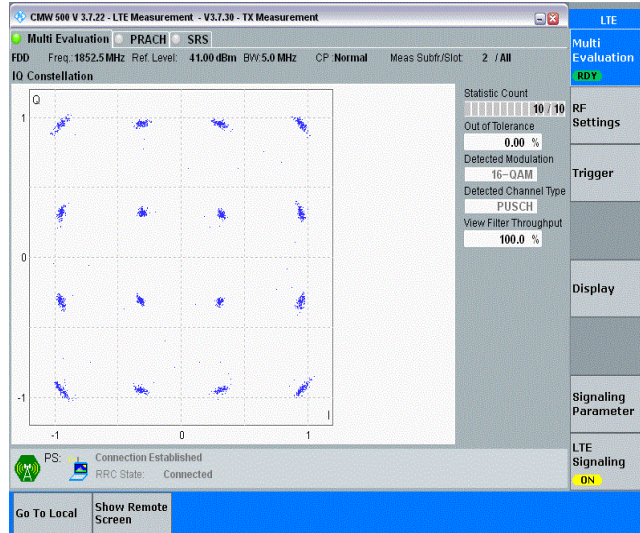 CMW 500 V 3.7.22 - LTE Measurement - V3.7.30 - TX Measurement
LTE
Multi Evaluation PRACH SRS
FDD Freq.:1852.5 MHz Ref. Level: 41.00 dBm BW:5.0 MHz CP :Normal Meas Subfr./Slot: 2 / All
IQ Constellation
Q
1
0
-1
-1 0 1
I
Statistic Count
10 / 10
Out of Tolerance
0.00 %
Detected Modulation
16-QAM
Detected Channel Type
PUSCH
View Filter Throughput
100.0 %
Multi
Evaluation
RDY
RF
Settings
Trigger
Display
Signaling
Parameter
LTE
Signaling
ON
PS: Connection Established
RRC State: Connected
Go To Local
Show Remote
Screen